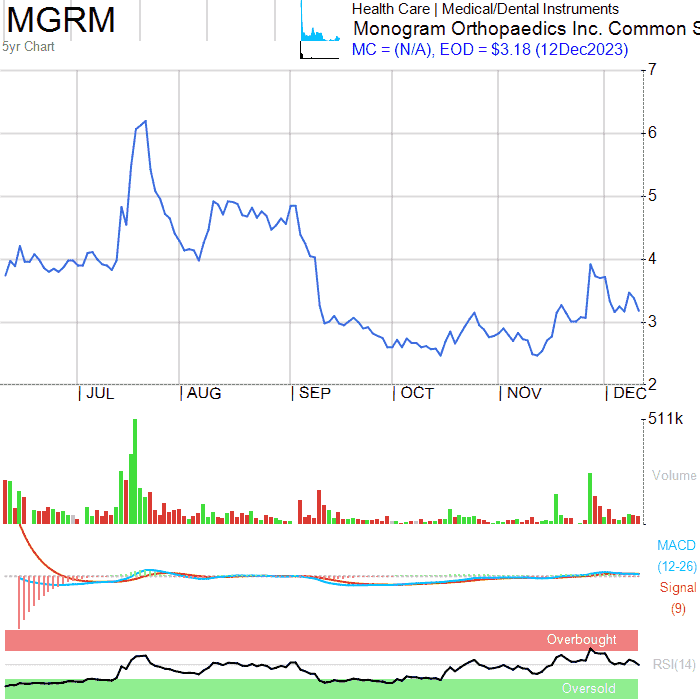 MGRM
5yr Chart
Health Care | Medical/Dental Instruments
Monogram Orthopaedics Inc. Common S
MC = (N/A), EOD = $3.18 (12Dec2023)
7
6
5
4
3
2
| JUL | AUG | SEP | OCT | NOV | DEC
511k
Volume
MACD
(12-26)
Signal
(9)
Overbought
RSI(14)
Oversold